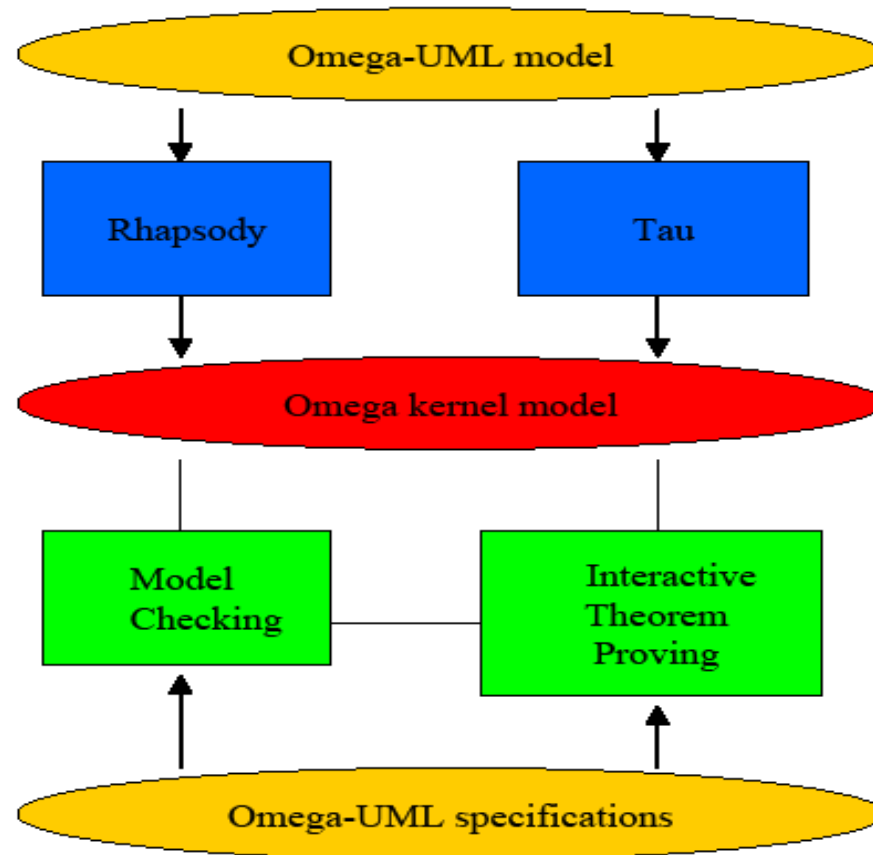 Omega-UML model
Rhapsody
Tau
Omega kernel model
Model
Checking
Interactive
Theorem
Proving
Omega-UML specifications